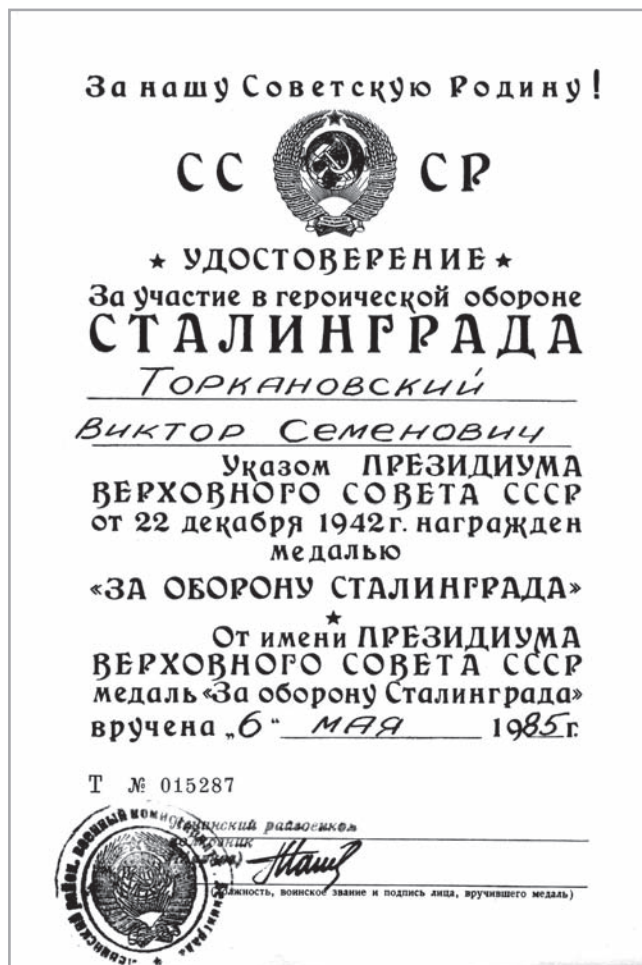 За нашу Советскую Родину!
СССР
★ УДОСТОВЕРЕНИЕ ★
За участие в героической обороне
СТАЛИНГРАДА
Торкановский
Виктор Семенович
Указом ПРЕЗИДИУМА
ВЕРХОВНОГО СОВЕТА СССР
от 22 декабря 1942 г. награжден
медалью
«ЗА ОБОРОНУ СТАЛИНГРАДА»
★
От имени ПРЕЗИДИУМА
ВЕРХОВНОГО СОВЕТА СССР
медаль «За оборону Сталинграда»
вручена „6“ мая 1985 г.
Т № 015287
райвоенком
(должность, воинское звание и подпись лица, вручившего медаль)